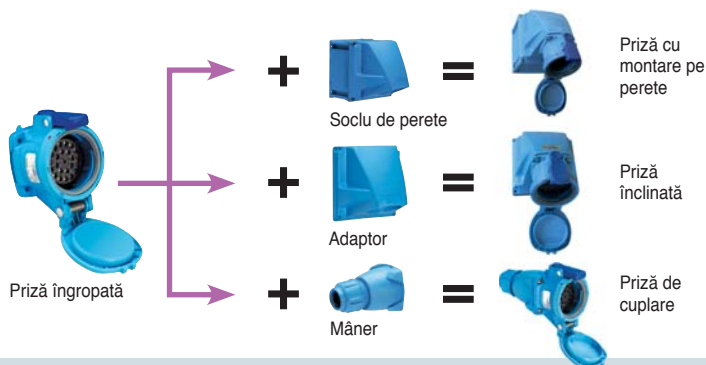 Priză îngropată
Soclu de perete
Priză cu
montare pe
perete
Adaptor
Priză
înclinată
Mâner
Priză de
cuplare